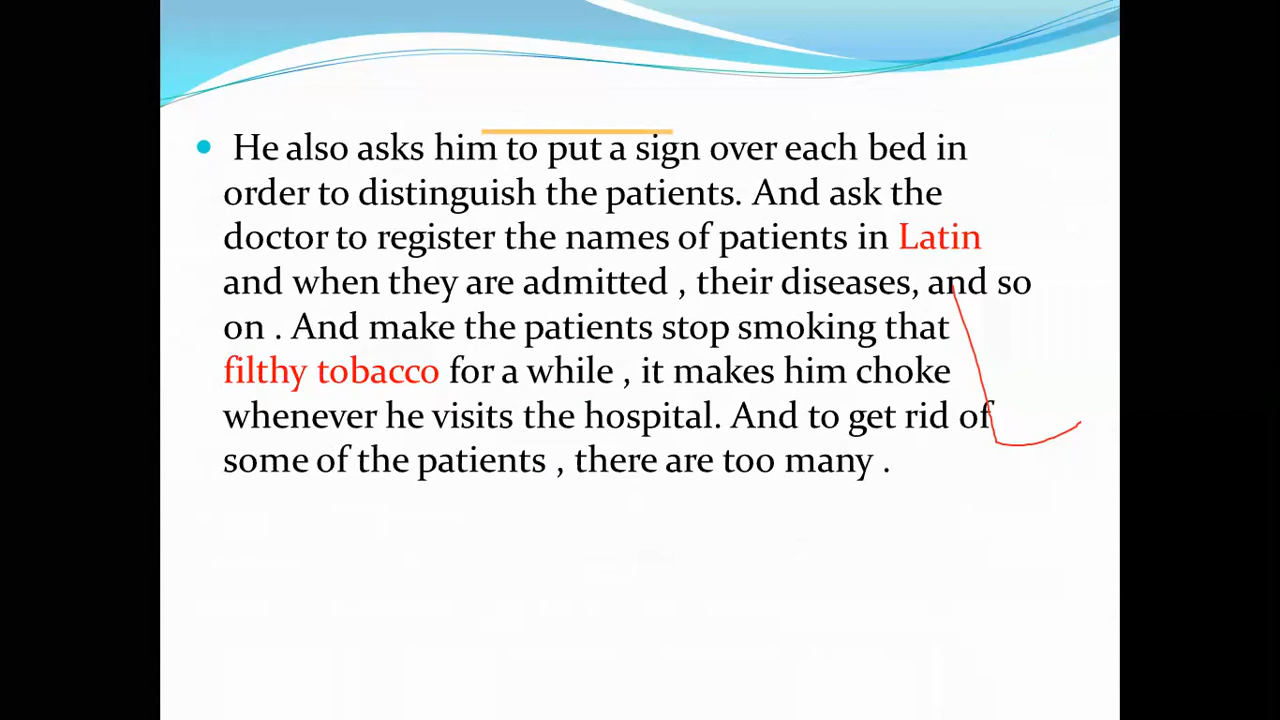 • He also asks him to put a sign over each bed in
order to distinguish the patients. And ask the
doctor to register the names of patients in Latin
and when they are admitted , their diseases, and so
on . And make the patients stop smoking that
filthy tobacco for a while , it makes him choke
whenever he visits the hospital. And to get rid of
some of the patients , there are too many .